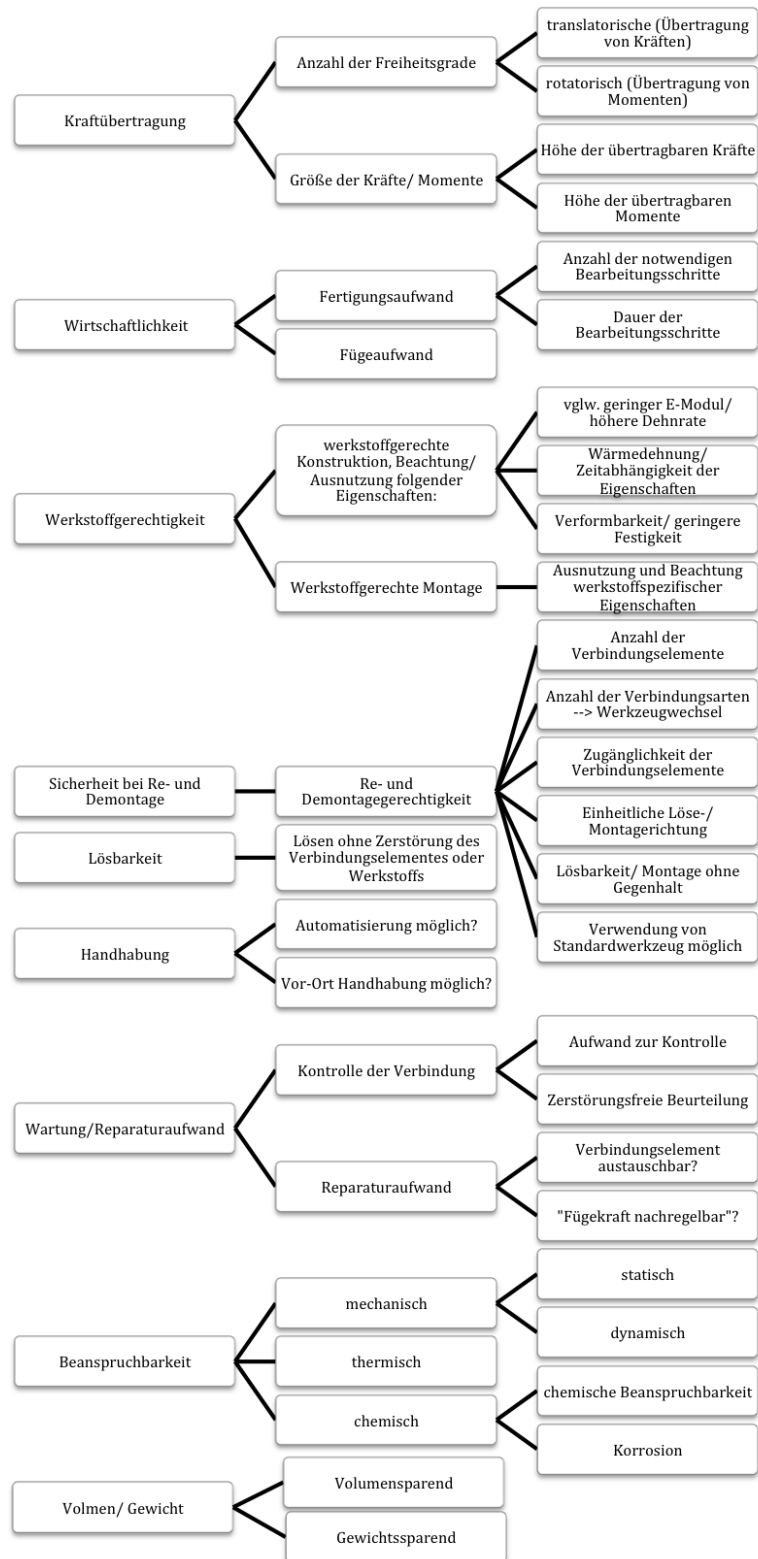 Kraftübertragung
Anzahl der Freiheitsgrade
translatorische (Übertragung
von Kräften)
rotatorisch (Übertragung von
Momenten)
Größe der Kräfte/ Momente
Höhe der übertragbaren Kräfte
Höhe der übertragbaren
Momente
Wirtschaftlichkeit
Fertigungsaufwand
Anzahl der notwendigen
Bearbeitungsschritte
Dauer der
Bearbeitungsschritte
Fügeaufwand
Werkstoffgerechtigkeit
werkstoffgerechte
Konstruktion, Beachtung/
Ausnutzung folgender
Eigenschaften:
vglw. geringer E-Modul/
höhere Dehnrate
Wärmedehnung/
Zeitabhängigkeit der
Eigenschaften
Verformbarkeit/ geringere
Festigkeit
Werkstoffgerechte Montage
Ausnutzung und Beachtung
werkstoffspezifischer
Eigenschaften
Sicherheit bei Re- und
Demontage
Re- und
Demontagegerechtigkeit
Anzahl der
Verbindungselemente
Anzahl der Verbindungsarten
--> Werkzeugwechsel
Zugänglichkeit der
Verbindungselemente
Einheitliche Löse-/
Montagerichtung
Lösbarkeit/ Montage ohne
Gegenhalt
Verwendung von
Standardwerkzeug möglich
Lösbarkeit
Lösen ohne Zerstörung des
Verbindungselementes oder
Werkstoffs
Handhabung
Automatisierung möglich?
Vor-Ort Handhabung möglich?
Wartung/Reparaturaufwand
Kontrolle der Verbindung
Aufwand zur Kontrolle
Zerstörungsfreie Beurteilung
Reparaturaufwand
Verbindungselement
austauschbar?
"Fügekraft nachregelbar"?
Beanspruchbarkeit
mechanisch
statisch
dynamisch
thermisch
chemisch
chemische Beanspruchbarkeit
Korrosion
Volmen/ Gewicht
Volumensparend
Gewichtssparend